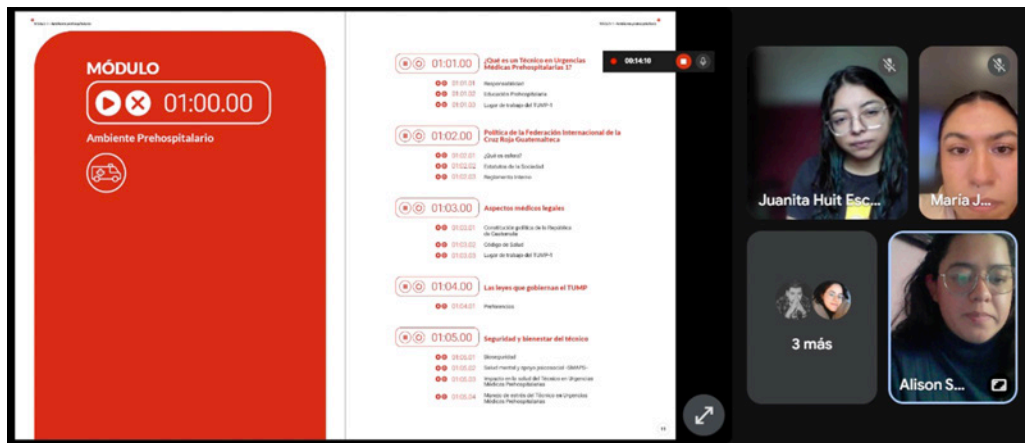 MÓDULO
01:00.00
Ambiente Prehospitalario
01:01.00 ¿Qué es un Técnico en Urgencias
Médicas Prehospitalarias 1?
01:01.01 Responsabilidad
01:01.02 Educación Prehospitalaria
01:01.03 Lugar de trabajo del TUMP-1
01:02.00 Política de la Federación Internacional de la
Cruz Roja Guatemalteca
01:02.01 ¿Qué es esfera?
01:02.02 Estatutos de la Sociedad
01:02.03 Reglamento Interno
01:03.00 Aspectos médicos legales
01:03.01 Constitución política de la República
de Guatemala
01:03.02 Código de Salud
01:03.03 Lugar de trabajo del TUMP-1
01:04.00 Las leyes que gobiernan el TUMP
01:04.01
01:05.00 Seguridad y bienestar del técnico
01:05.01 Bioseguridad
01:05.02 Salud mental y apoyo psicosocial
01:05.03 Impacto en la salud del Técnico en Urgencias
Médicas Prehospitalarias
01:05.04 Manejo de estrés del Técnico en Urgencias
Médicas Prehospitalarias
00:14:10
Juanita Huit Esc...
Maria J...
3 más
Alison S...